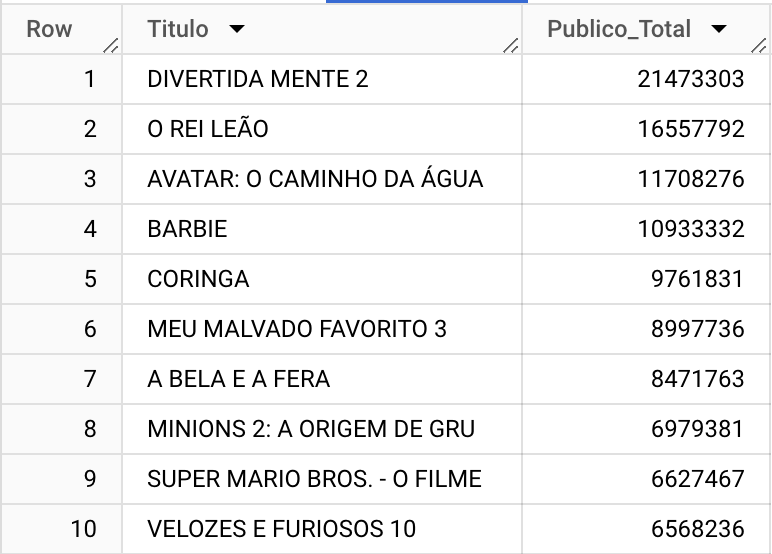 Row Titulo Publico_Total
1 DIVERTIDA MENTE 2 21473303
2 O REI LEÃO 16557792
3 AVATAR: O CAMINHO DA ÁGUA 11708276
4 BARBIE 10933332
5 CORINGA 9761831
6 MEU MALVADO FAVORITO 3 8997736
7 A BELA E A FERA 8471763
8 MINIONS 2: A ORIGEM DE GRU 6979381
9 SUPER MARIO BROS. - O FILME 6627467
10 VELOZES E FURIOSOS 10 6568236